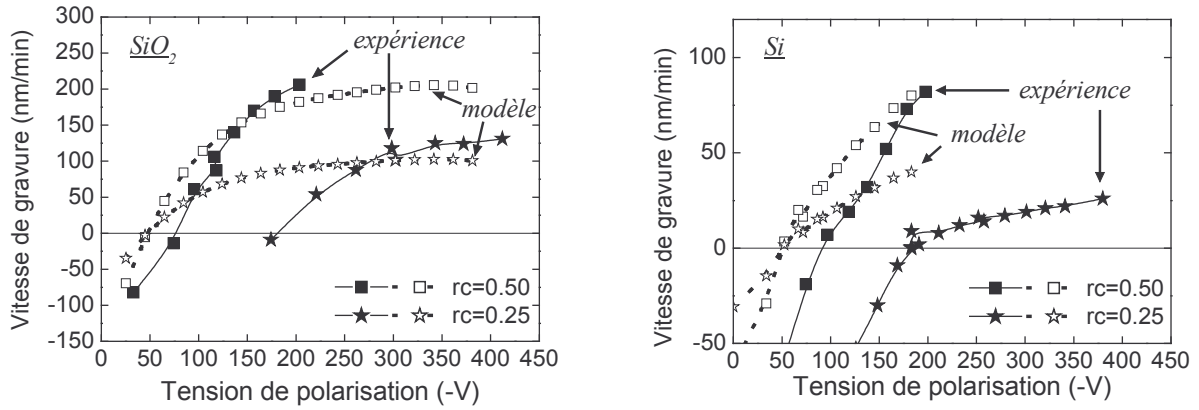 SiO2
expérience
modèle
rc=0.50
rc=0.25
Vitesse de gravure (nm/min)
300
250
200
150
100
50
0
-50
-100
-150
0 50 100 150 200 250 300 350 400 450
Tension de polarisation (-V)
Si
expérience
modèle
rc=0.50
rc=0.25
Vitesse de gravure (nm/min)
100
50
0
-50
0 50 100 150 200 250 300 350 400 450
Tension de polarisation (-V)